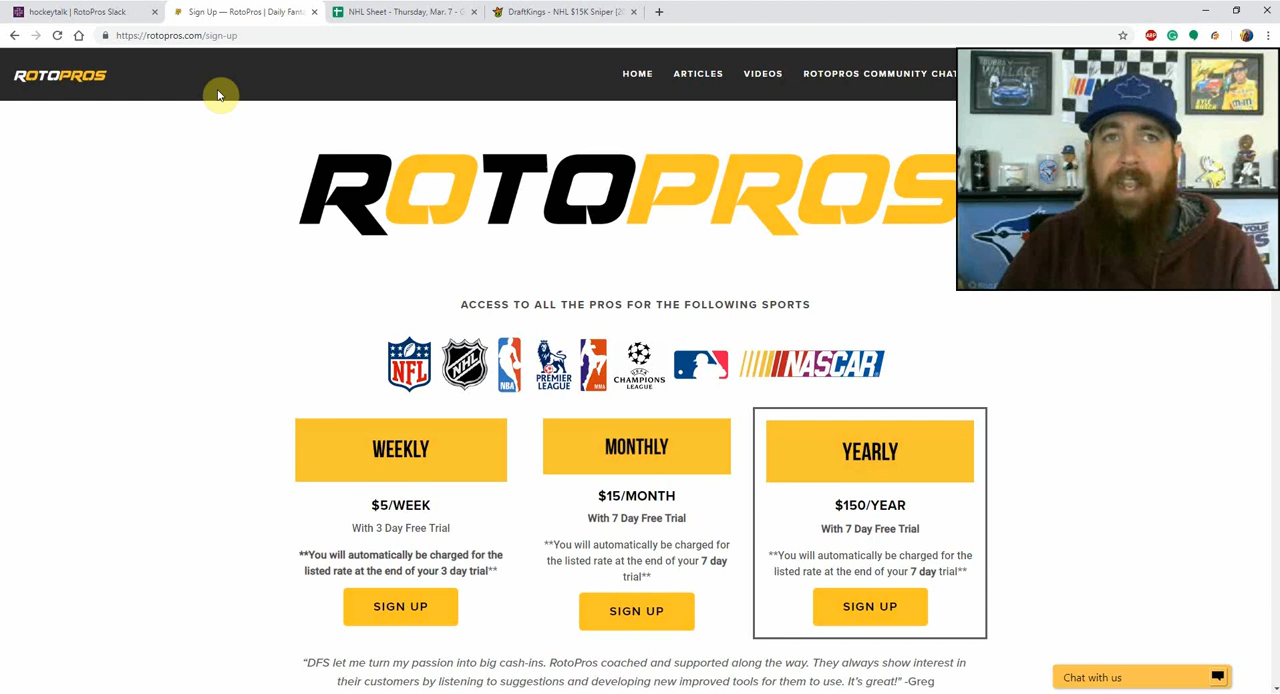 hockeytalk | RotoPros Slack
Sign Up — RotoPros | Daily Fanta
NHL Sheet - Thursday, Mar. 7 - G
DraftKings - NHL $15K Sniper [20
https://rotopros.com/sign-up
ABP
ROTOPROS
HOME
ARTICLES
VIDEOS
ROTOPROS COMMUNITY CHAT
BUBBA
WALLACE
ROTOPROS
ACCESS TO ALL THE PROS FOR THE FOLLOWING SPORTS
NFL
NHL
NBA
PREMIER
LEAGUE
MMA
CHAMPIONS
LEAGUE
NASCAR
WEEKLY
MONTHLY
YEARLY
$5/WEEK
With 3 Day Free Trial
**You will automatically be charged for the
listed rate at the end of your 3 day trial**
SIGN UP
$15/MONTH
With 7 Day Free Trial
**You will automatically be charged for
the listed rate at the end of your 7 day
trial**
SIGN UP
$150/YEAR
With 7 Day Free Trial
**You will automatically be charged for the
listed rate at the end of your 7 day trial**
SIGN UP
“DFS let me turn my passion into big cash-ins. RotoPros coached and supported along the way. They always show interest in
their customers by listening to suggestions and developing new improved tools for them to use. It's great!” -Greg
Chat with us